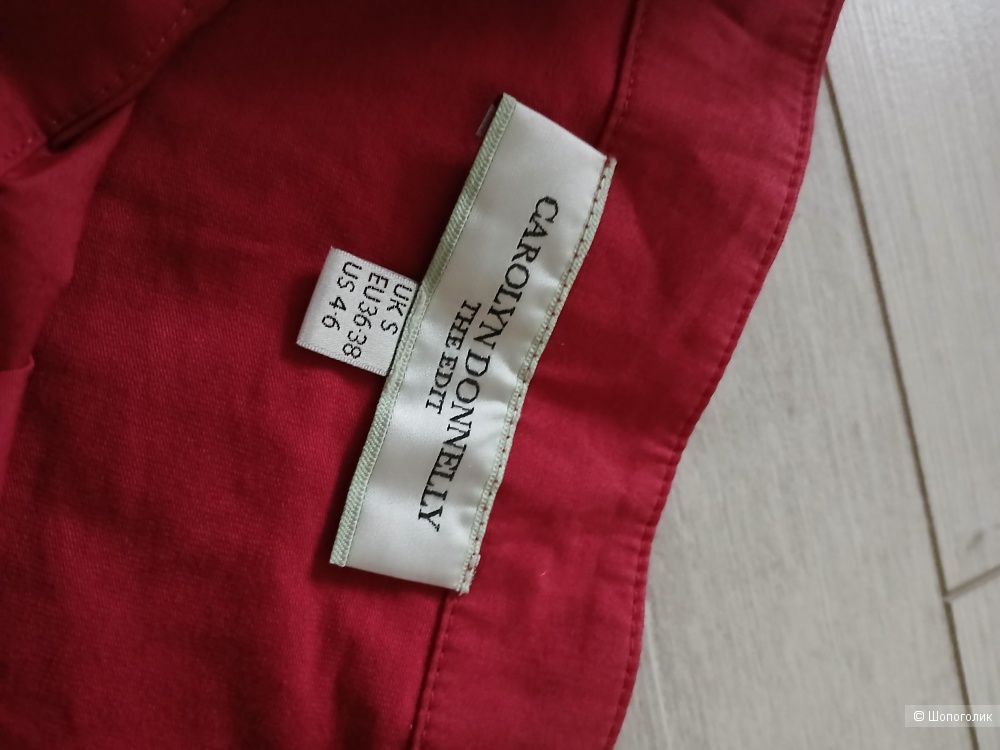 CAROLYN DONNELLY
THE EDIT
UK S
EU36-38
US 4-6
© Шопоголик